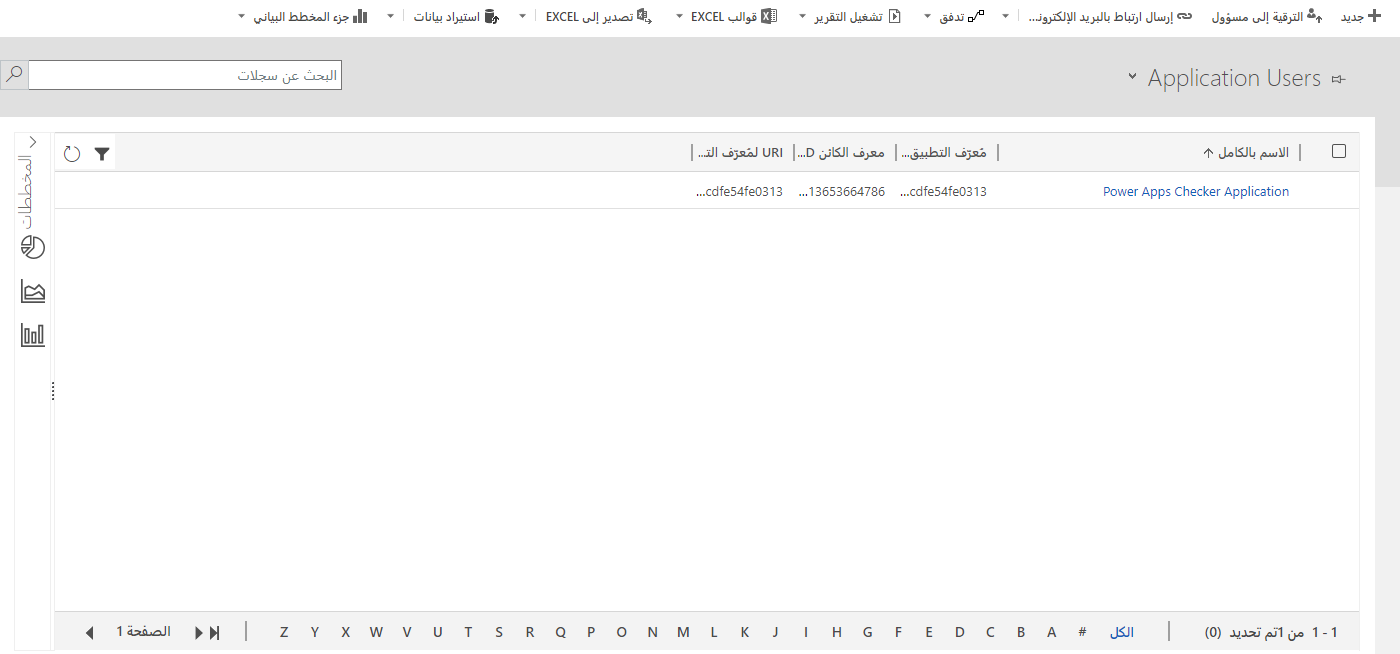 جديد الترقية إلى مسؤول إرسال ارتباط بالبريد الإلكترونـ... تدفق تشغيل التقرير قوالب EXCEL تصدير إلى EXCEL استيراد بيانات جزء المخطط البياني
Application Users
البحث عن سجلات
الاسم بالكامل مُعرّف التطبيق... معرف الكائن D... URI لمُعرّف التـ...
المخططات
Power Apps Checker Application cdfe54fe0313... 13653664786... cdfe54fe0313...
1 - 1 من 1تم تحديد (0) الكل # A B C D E F G H I J K L M N O P Q R S T U V W X Y Z الصفحة 1